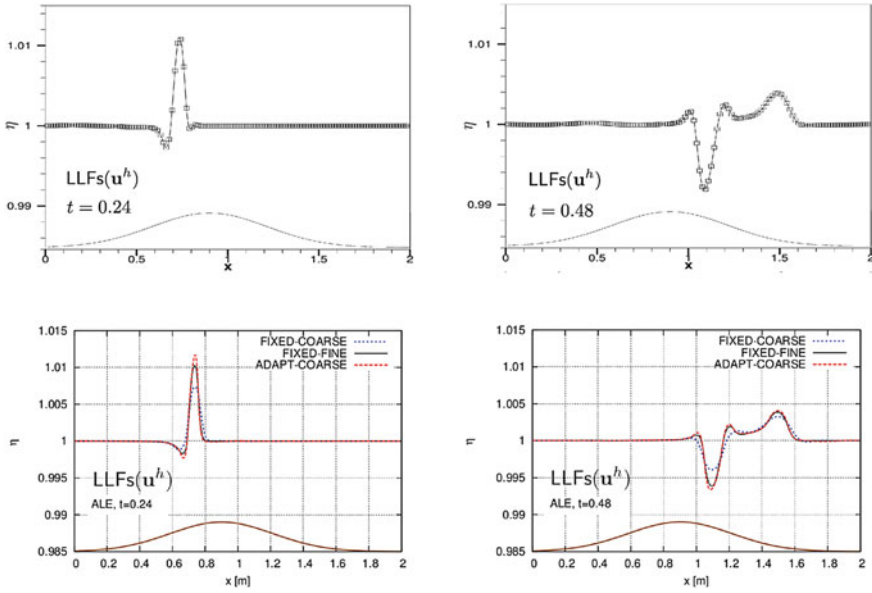 1.01
1
0.99
η
LLFs(u^h)
t = 0.24
0
0.5
1
1.5
2
x
1.01
1
0.99
η
LLFs(u^h)
t = 0.48
0
0.5
1
1.5
2
x
1.015
1.01
1.005
1
0.995
0.99
0.985
η
FIXED-COARSE
FIXED-FINE
ADAPT-COARSE
LLFs(u^h)
ALE, t=0.24
0 0.2 0.4 0.6 0.8 1 1.2 1.4 1.6 1.8 2
x [m]
1.015
1.01
1.005
1
0.995
0.99
0.985
η
FIXED-COARSE
FIXED-FINE
ADAPT-COARSE
LLFs(u^h)
ALE, t=0.48
0 0.2 0.4 0.6 0.8 1 1.2 1.4 1.6 1.8 2
x [m]